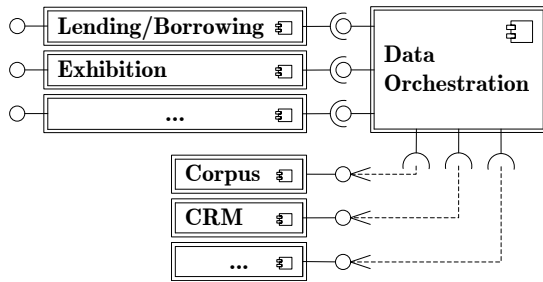 Lending/Borrowing
Exhibition
...
Data
Orchestration
Corpus
CRM
...